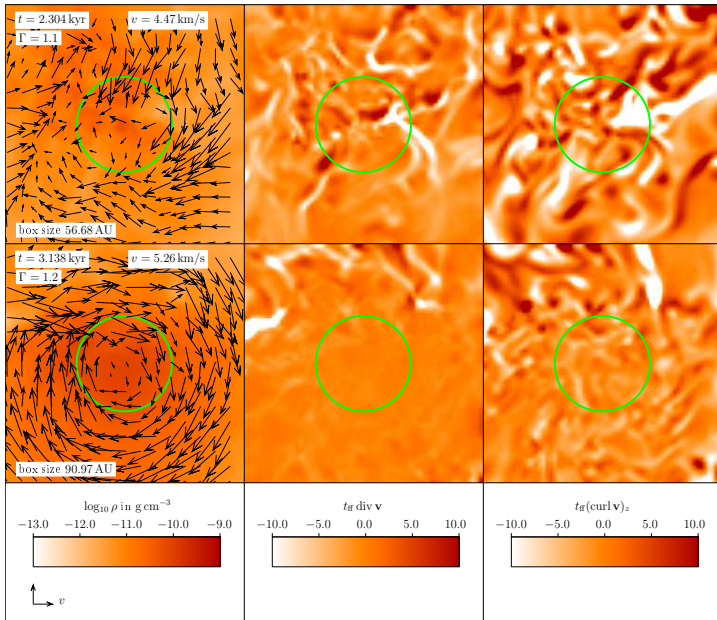 t = 2.304 kyr v = 4.47 km/s
Γ = 1.1
box size 56.68 AU
t = 3.138 kyr v = 5.26 km/s
Γ = 1.2
box size 90.97 AU
log₁₀ ρ in g cm⁻³
−13.0 −12.0 −11.0 −10.0 −9.0
t_ff div v
−10.0 −5.0 0.0 5.0 10.0
t_ff(curl v)_z
−10.0 −5.0 0.0 5.0 10.0
v